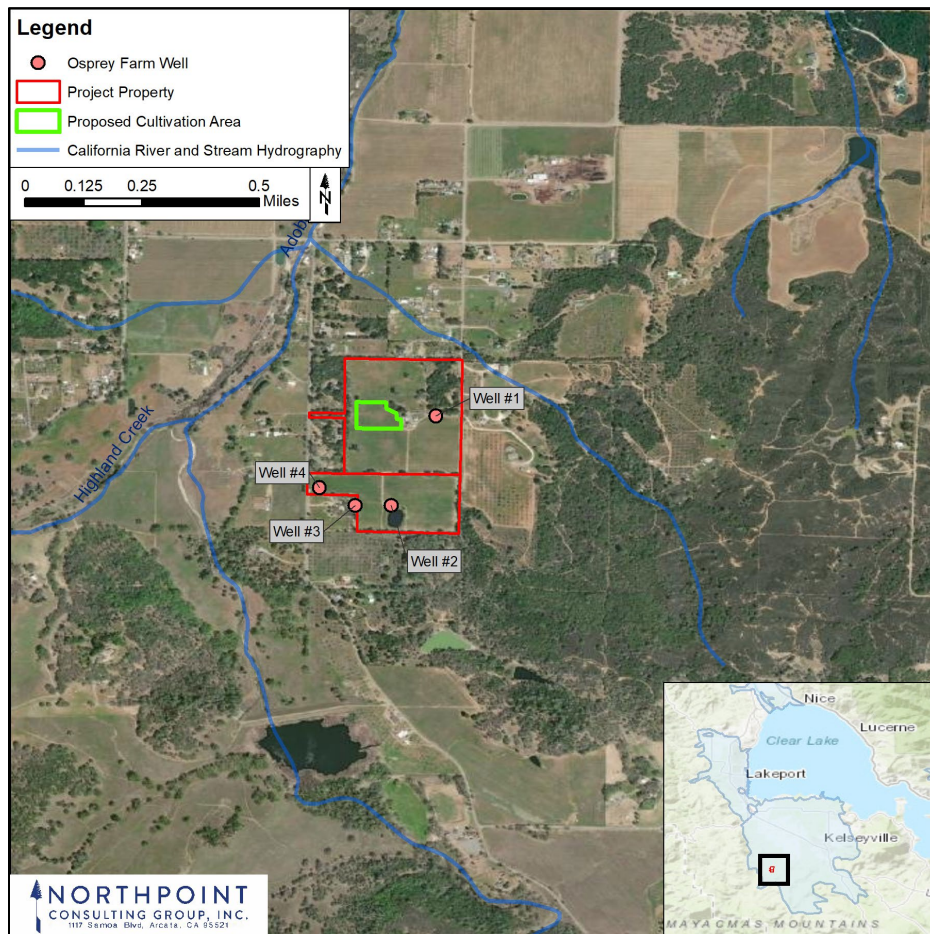 Legend
Osprey Farm Well
Project Property
Proposed Cultivation Area
California River and Stream Hydrography
0 0.125 0.25 0.5
Miles
N
Adob
Highland Creek
Well #1
Well #4
Well #3
Well #2
Nice
Lucerne
Clear Lake
Lakeport
Kelseyville
MAYACMAS MOUNTAINS
NORTHPOINT
CONSULTING GROUP, INC.
1117 Samoa Blvd, Arcata, CA 95521